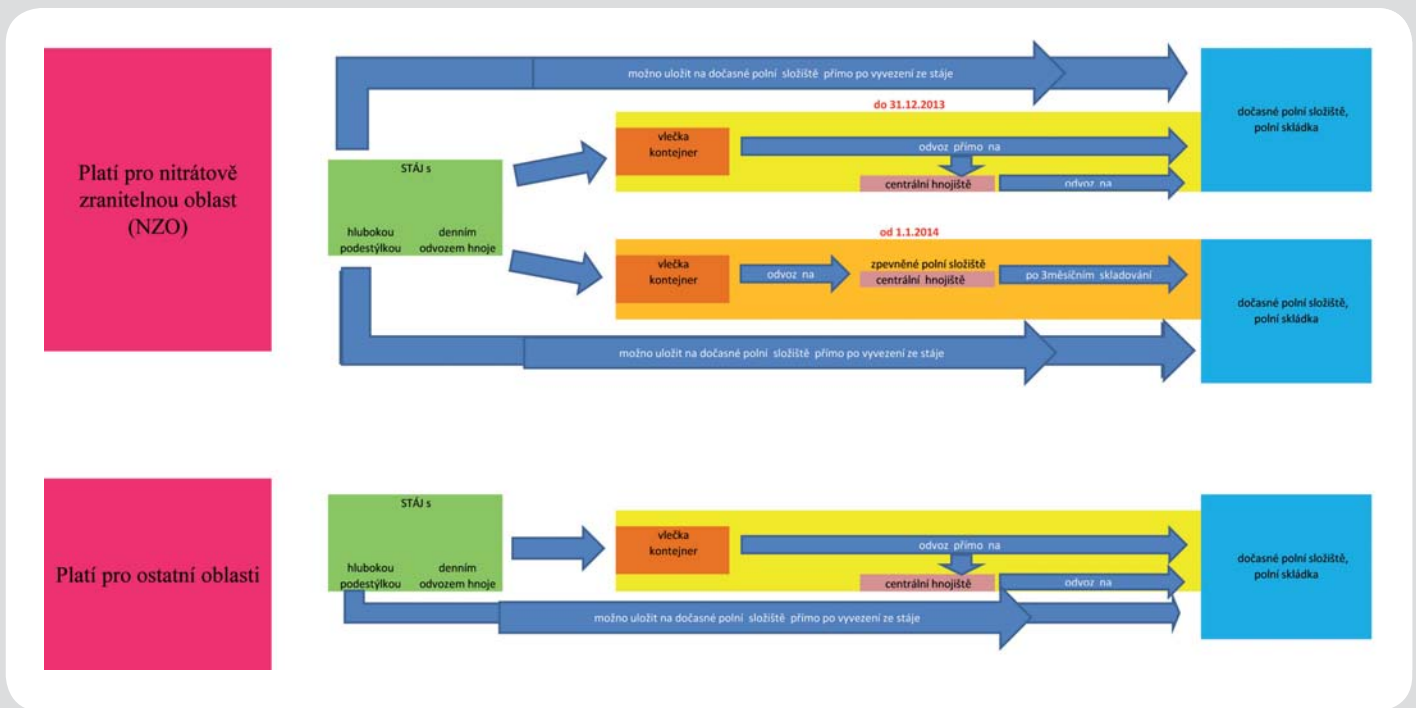 Platí pro nitrátově
zranitelnou oblast
(NZO)
možno uložit na dočasné polní složiště přímo po vyvezení ze stáje
do 31.12.2013
STÁJ s
hlubokou
podestýlkou
denním
odvozem hnoje
vlečka
kontejner
odvoz přímo na
centrální hnojiště
odvoz na
dočasné polní složiště,
polní skládka
od 1.1.2014
vlečka
kontejner
odvoz na
zpevněné polní složiště
centrální hnojiště
po 3měsíčním skladování
dočasné polní složiště,
polní skládka
možno uložit na dočasné polní složiště přímo po vyvezení ze stáje
Platí pro ostatní oblasti
STÁJ s
hlubokou
podestýlkou
denním
odvozem hnoje
vlečka
kontejner
odvoz přímo na
centrální hnojiště
odvoz na
dočasné polní složiště,
polní skládka
možno uložit na dočasné polní složiště přímo po vyvezení ze stáje